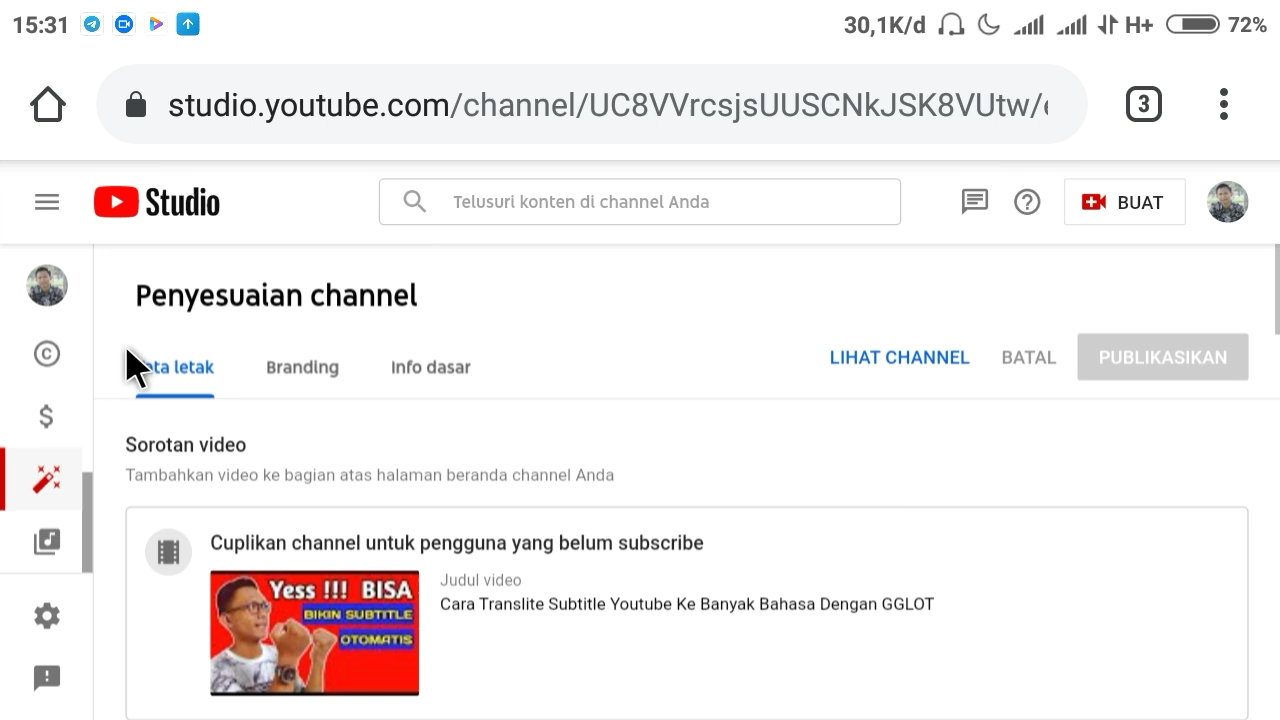 15:31
30,1K/d
H+
72%
studio.youtube.com/channel/UC8VVrcsjsUUSCNkJSK8VUtw/
3
Studio
Telusuri konten di channel Anda
BUAT
Penyesuaian channel
letak
Branding
Info dasar
LIHAT CHANNEL
BATAL
PUBLIKASIKAN
Sorotan video
Tambahkan video ke bagian atas halaman beranda channel Anda
Cuplikan channel untuk pengguna yang belum subscribe
Yess !!! BISA
BIKIN SUBTITLE
OTOMATIS
Judul video
Cara Translite Subtitle Youtube Ke Banyak Bahasa Dengan GGLOT